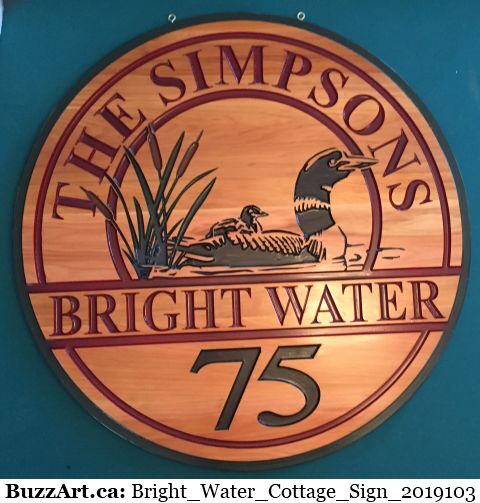 THE SIMPSONS
BRIGHT WATER
75
BuzzArt.ca: Bright_Water_Cottage_Sign_2019103